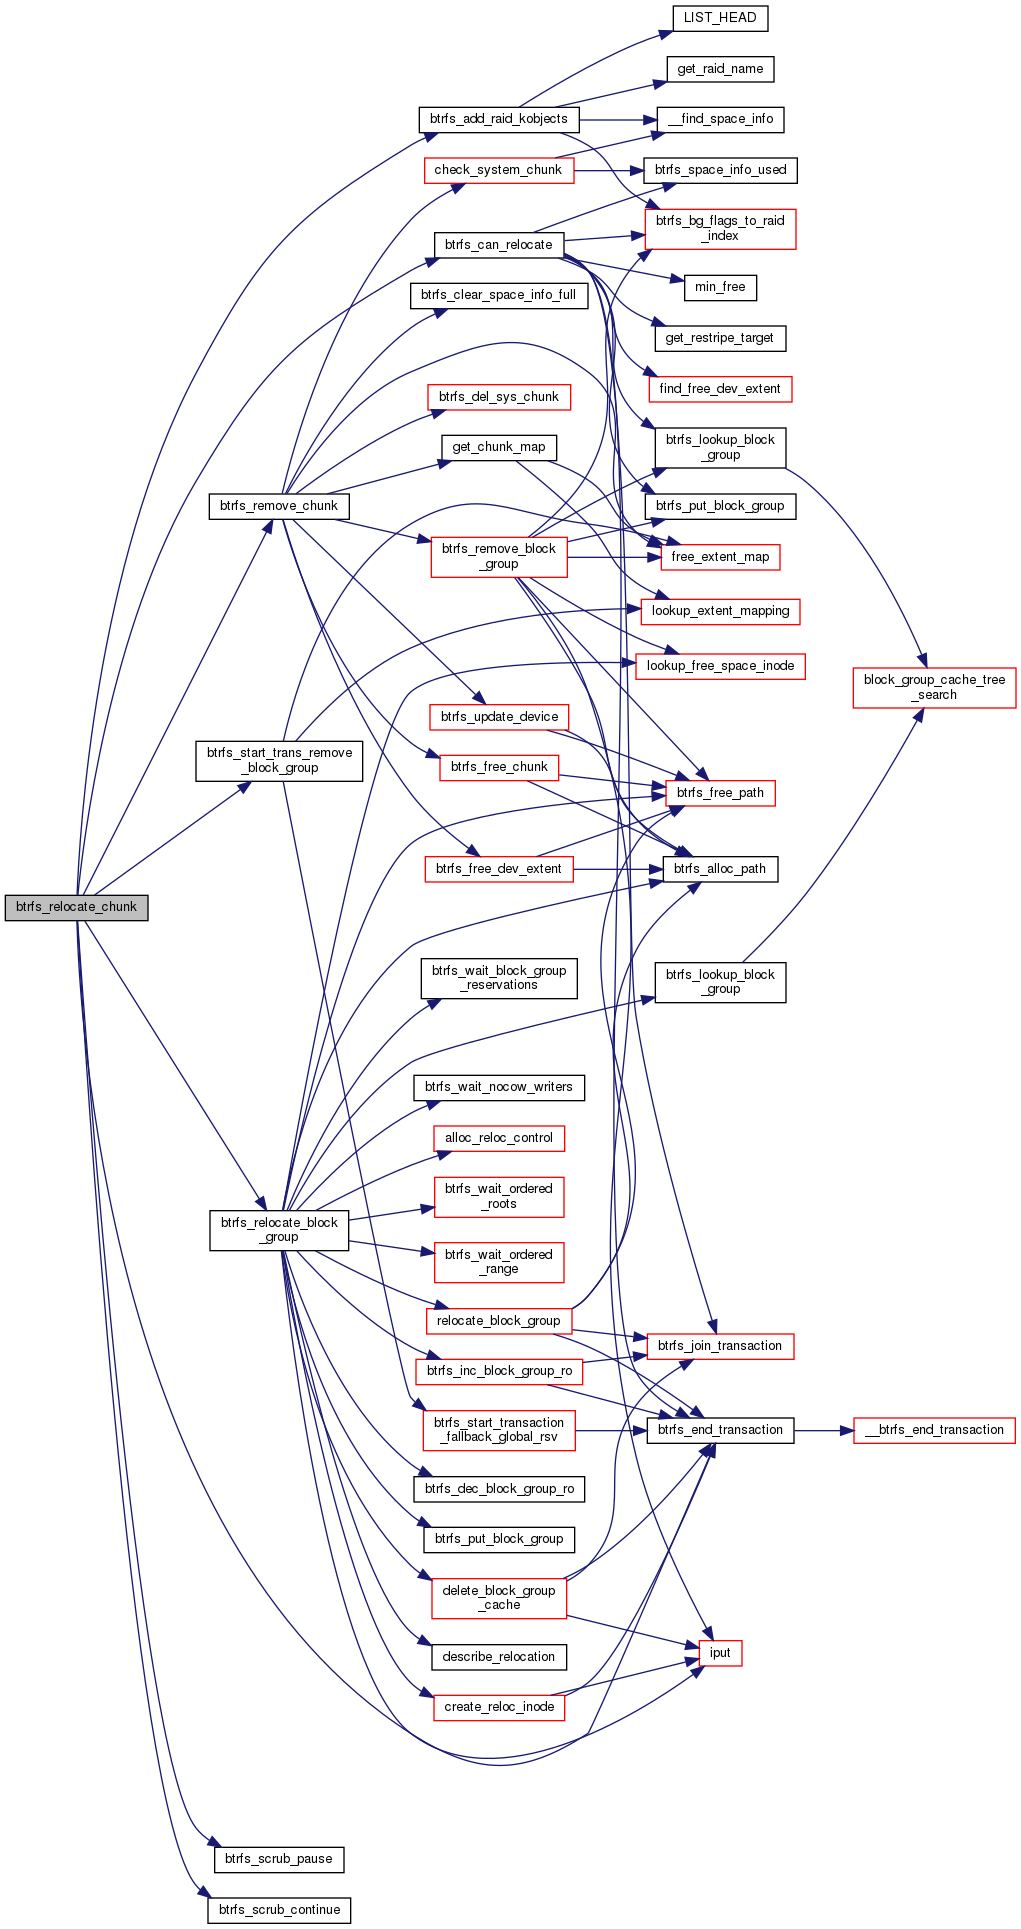 LIST_HEAD
get_raid_name
btrfs_add_raid_kobjects
__find_space_info
check_system_chunk
btrfs_space_info_used
btrfs_bg_flags_to_raid
_index
btrfs_can_relocate
min_free
btrfs_clear_space_info_full
get_restripe_target
find_free_dev_extent
btrfs_del_sys_chunk
get_chunk_map
btrfs_lookup_block
_group
btrfs_remove_chunk
btrfs_put_block_group
btrfs_remove_block
_group
free_extent_map
lookup_extent_mapping
lookup_free_space_inode
block_group_cache_tree
_search
btrfs_update_device
btrfs_start_trans_remove
_block_group
btrfs_free_chunk
btrfs_free_path
btrfs_free_dev_extent
btrfs_alloc_path
btrfs_relocate_chunk
btrfs_wait_block_group
_reservations
btrfs_lookup_block
_group
btrfs_wait_nocow_writers
alloc_reloc_control
btrfs_wait_ordered
_roots
btrfs_relocate_block
_group
btrfs_wait_ordered
_range
relocate_block_group
btrfs_join_transaction
btrfs_inc_block_group_ro
btrfs_start_transaction
_fallback_global_rsv
btrfs_end_transaction
__btrfs_end_transaction
btrfs_dec_block_group_ro
btrfs_put_block_group
delete_block_group
_cache
describe_relocation
iput
create_reloc_inode
btrfs_scrub_pause
btrfs_scrub_continue